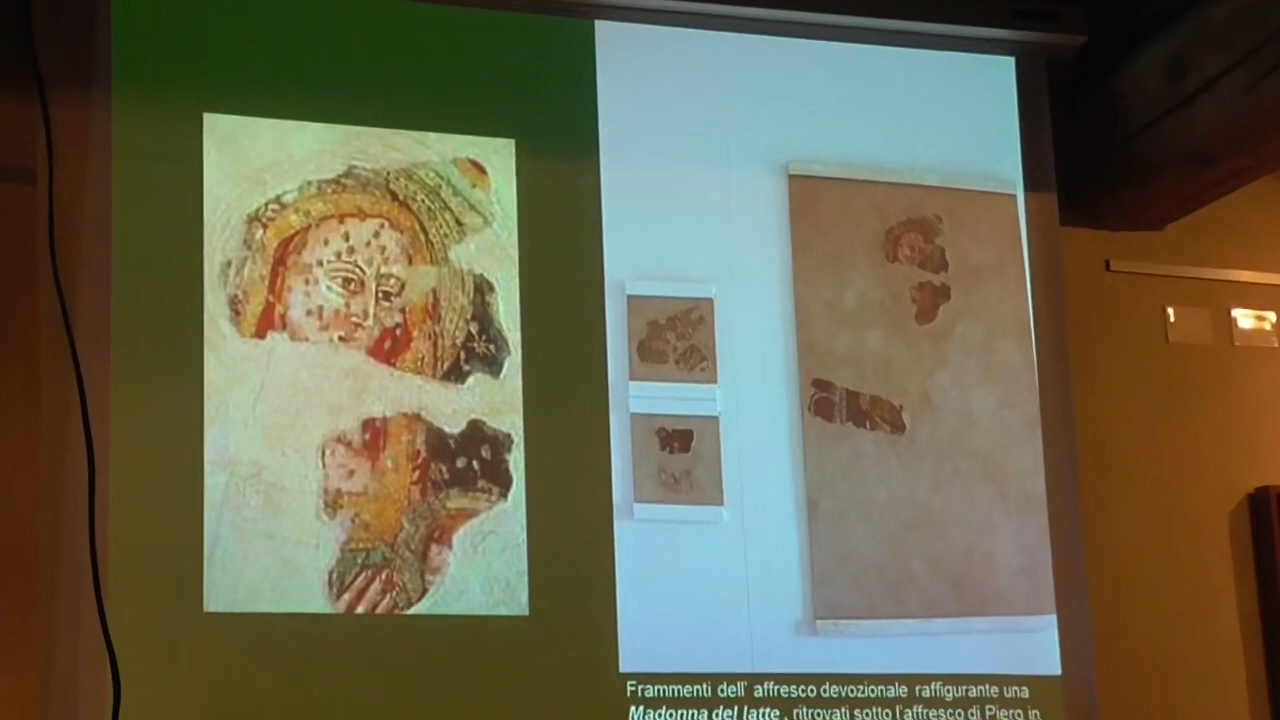 Frammenti dell' affresco devozionale raffigurante una
Madonna del latte , ritrovati sotto l'affresco di Piero in